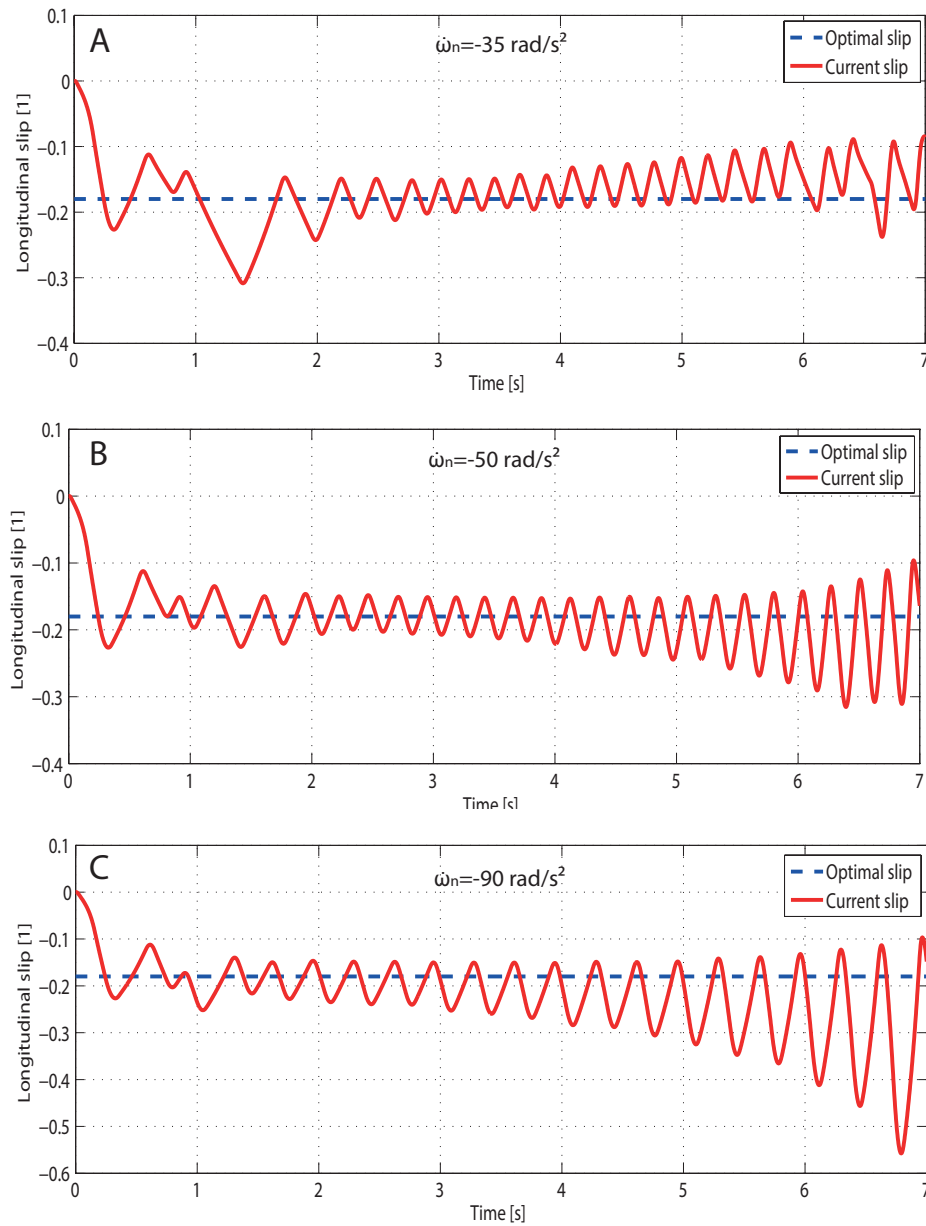 A
ω̇n=-35 rad/s²
Optimal slip
Current slip
Longitudinal slip [1]
0.1
0
−0.1
−0.2
−0.3
−0.4
0 1 2 3 4 5 6 7
Time [s]
B
ω̇n=-50 rad/s²
Optimal slip
Current slip
Longitudinal slip [1]
0.1
0
−0.1
−0.2
−0.3
−0.4
0 1 2 3 4 5 6 7
Time [s]
C
ω̇n=-90 rad/s²
Optimal slip
Current slip
Longitudinal slip [1]
0.1
0
−0.1
−0.2
−0.3
−0.4
−0.5
−0.6
0 1 2 3 4 5 6 7
Time [s]